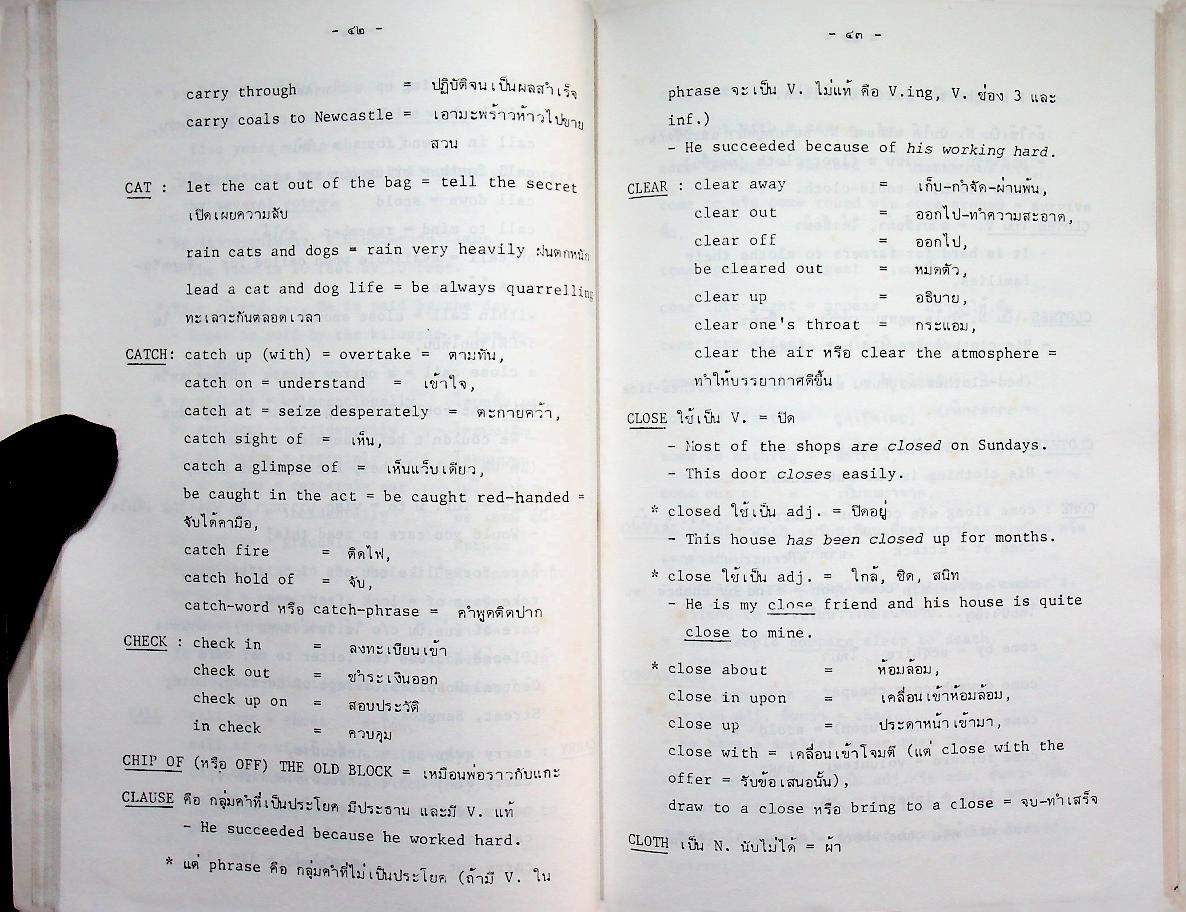 - ๔๒ -
carry through = ปฏิบัติจนเป็นผลสำเร็จ
carry coals to Newcastle = เอามะพร้าวห้าวไปขาย
สวน
CAT : let the cat out of the bag = tell the secret
เปิดเผยความลับ
rain cats and dogs = rain very heavily ฝนตกหนัก
lead a cat and dog life = be always quarrelling
ทะเลาะกันตลอดเวลา
CATCH: catch up (with) = overtake = ตามทัน,
catch on = understand = เข้าใจ,
catch at = seize desperately = ตะกายคว้า,
catch sight of = เห็น,
catch a glimpse of = เห็นแว็บเดียว,
be caught in the act = be caught red-handed =
จับได้คามือ,
catch fire = ติดไฟ,
catch hold of = จับ,
catch-word หรือ catch-phrase = คำพูดติดปาก
CHECK : check in = ลงทะเบียนเข้า
check out = ชำระเงินออก
check up on = สอบประวัติ
in check = ควบคุม
CHIP OF (หรือ OFF) THE OLD BLOCK = เหมือนพ่อราวกับแกะ
CLAUSE คือ กลุ่มคำที่เป็นประโยค มีประธาน และมี V. แท้
- He succeeded because he worked hard.
* แต่ phrase คือ กลุ่มคำที่ไม่เป็นประโยค (ถ้ามี V. ใน
- ๔๓ -
phrase จะเป็น V. ไม่แท้ คือ V.ing, V. ช่อง 3 และ
inf.)
- He succeeded because of his working hard.
CLEAR : clear away = เก็บ-กำจัด-ผ่านพ้น,
clear out = ออกไป-ทำความสะอาด,
clear off = ออกไป,
be cleared out = หมดตัว,
clear up = อธิบาย,
clear one's throat = กระแอม,
clear the air หรือ clear the atmosphere =
ทำให้บรรยากาศดีขึ้น
CLOSE ใช้เป็น V. = ปิด
- Most of the shops are closed on Sundays.
- This door closes easily.
* closed ใช้เป็น adj. = ปิดอยู่
- This house has been closed up for months.
* close ใช้เป็น adj. = ใกล้, ชิด, สนิท
- He is my close friend and his house is quite
close to mine.
* close about = ห้อมล้อม,
close in upon = เคลื่อนเข้าห้อมล้อม,
close up = ประดาหน้าเข้ามา,
close with = เคลื่อนเข้าโจมตี (แต่ close with the
offer = รับข้อเสนอนั้น),
draw to a close หรือ bring to a close = จบ-ทำเสร็จ
CLOTH เป็น N. นับไม่ได้ = ผ้า